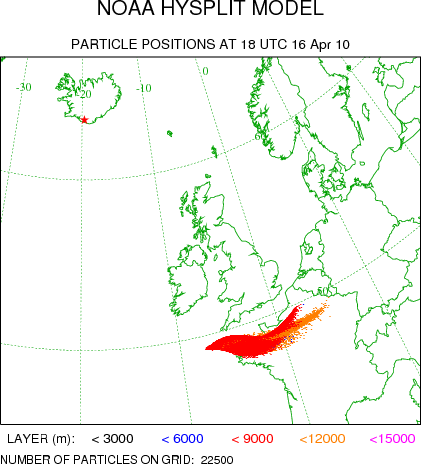 NOAA HYSPLIT MODEL
PARTICLE POSITIONS AT 18 UTC 16 Apr 10
-30
-20
-10
0
60
50
LAYER (m): < 3000 < 6000 < 9000 <12000 <15000
NUMBER OF PARTICLES ON GRID: 22500